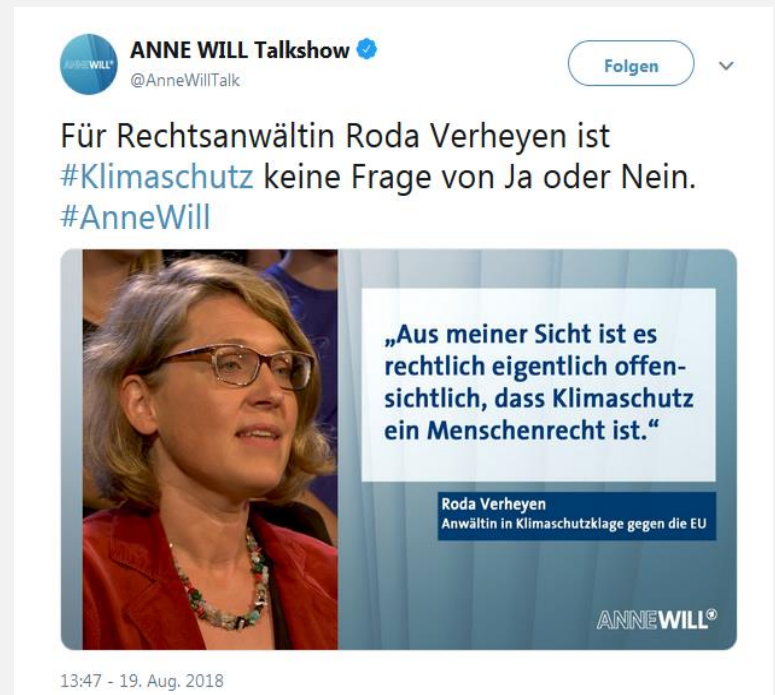 ANNE WILL Talkshow
@AnneWillTalk
Folgen
Für Rechtsanwältin Roda Verheyen ist
#Klimaschutz keine Frage von Ja oder Nein.
#AnneWill
„Aus meiner Sicht ist es
rechtlich eigentlich offen-
sichtlich, dass Klimaschutz
ein Menschenrecht ist.“
Roda Verheyen
Anwältin in Klimaschutzklage gegen die EU
ANNE WILL
13:47 - 19. Aug. 2018